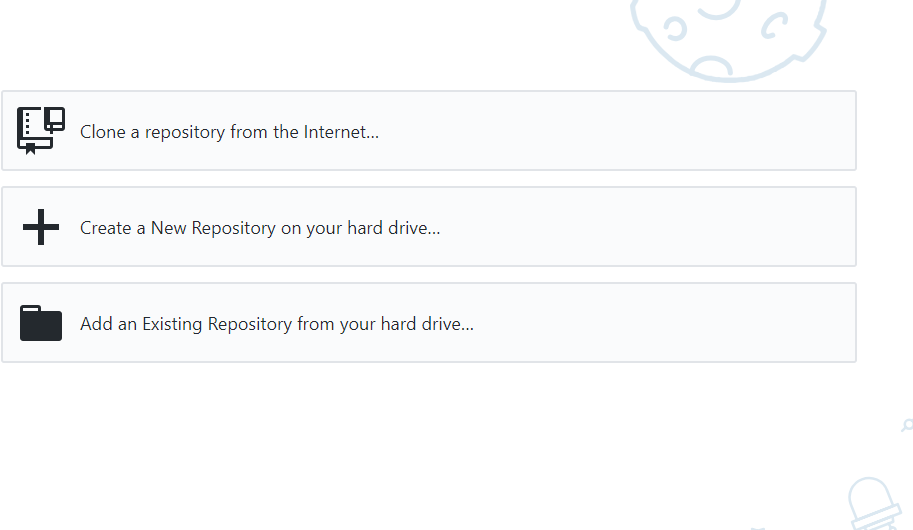 Clone a repository from the Internet...
Create a New Repository on your hard drive...
Add an Existing Repository from your hard drive...